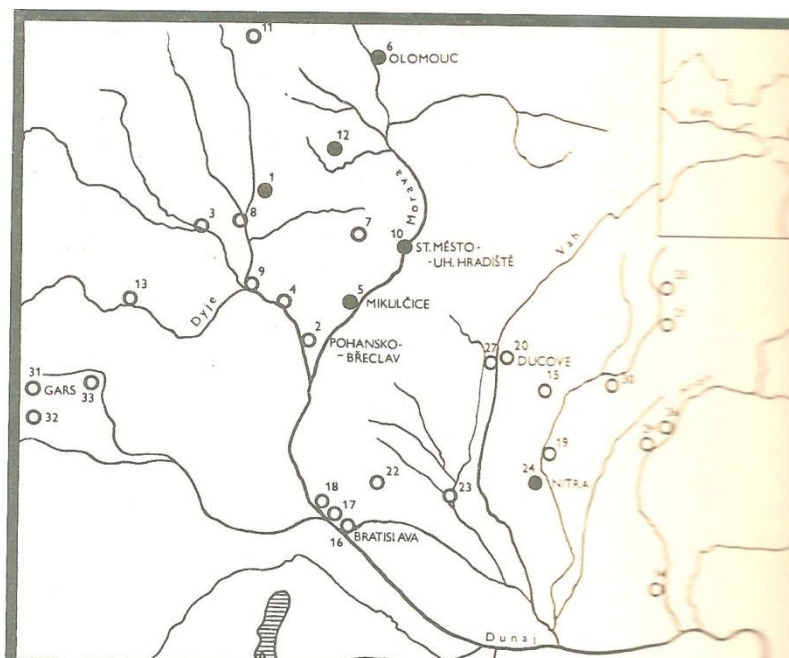 11
6
OLOMOUC
12
1
Morava
3
8
7
10
ST. MĚSTO-
-UH. HRADIŠTĚ
Váh
13
9
4
5
MIKULČICE
Dyje
2
POHANSKO-
BŘECLAV
27
20
DUCOVÉ
15
31
GARS
33
32
19
24
NITRA
22
23
18
17
16
BRATISLAVA
Dunaj